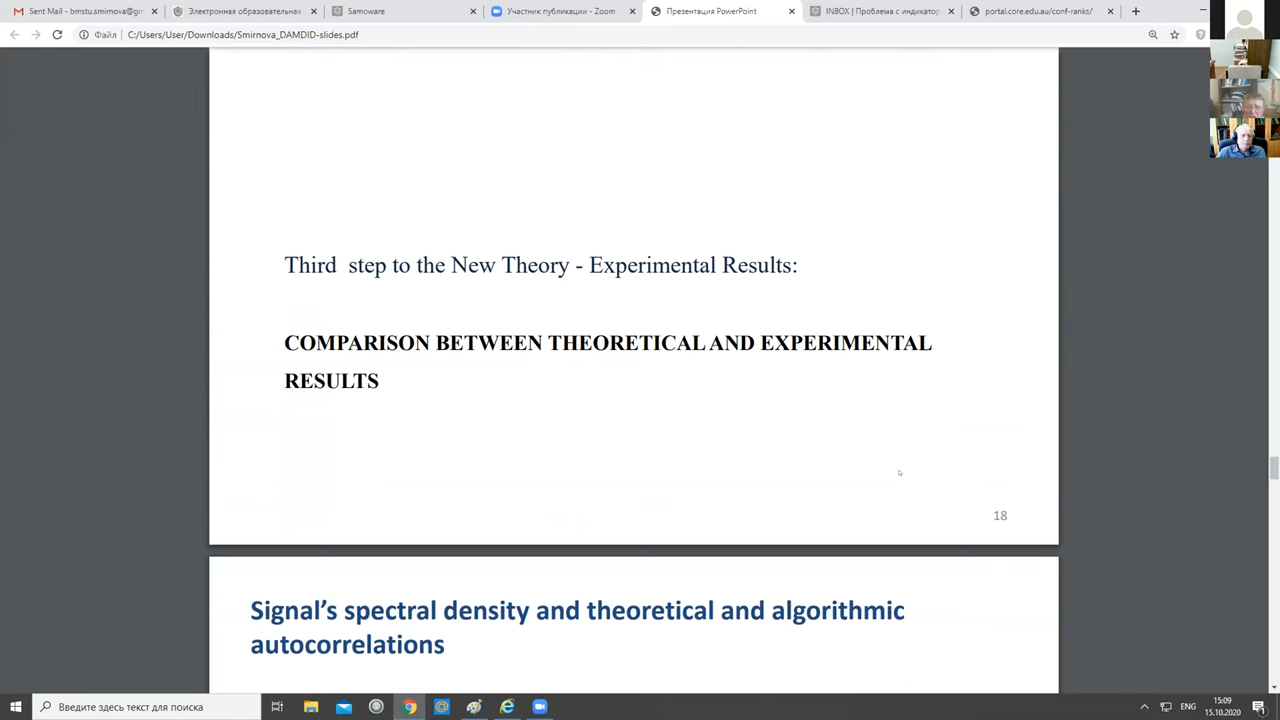 Sent Mail - bmstu.smirnova@gm
Электронная образовательная
Samoware
Участник публикации - Zoom
Презентация PowerPoint
INBOX | Проблема с индикатор
portal.core.edu.au/conf-ranks/
Файл
C:/Users/User/Downloads/Smirnova_DAMDID-slides.pdf
Third step to the New Theory - Experimental Results:
COMPARISON BETWEEN THEORETICAL AND EXPERIMENTAL
RESULTS
18
Signal’s spectral density and theoretical and algorithmic
autocorrelations
Введите здесь текст для поиска
ENG
15:09
15.10.2020